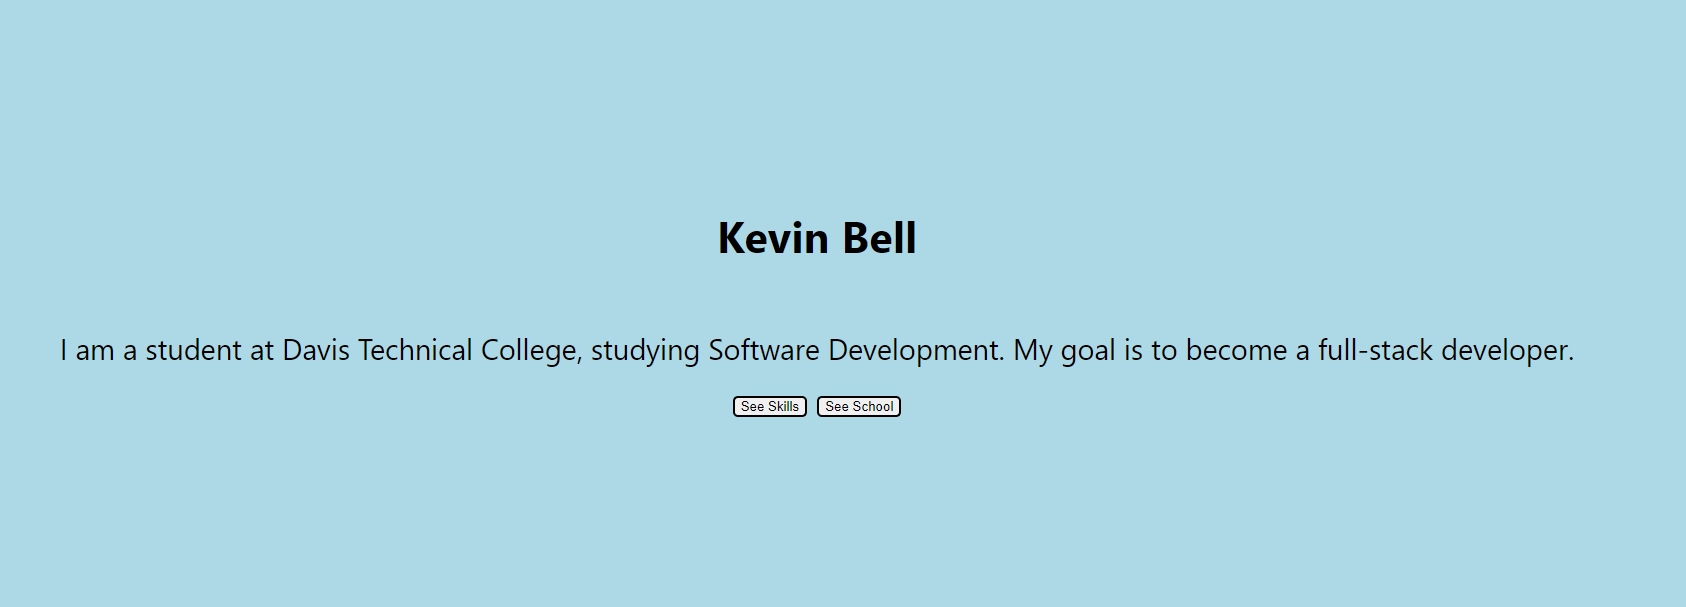 Kevin Bell
I am a student at Davis Technical College, studying Software Development. My goal is to become a full-stack developer.
See Skills See School